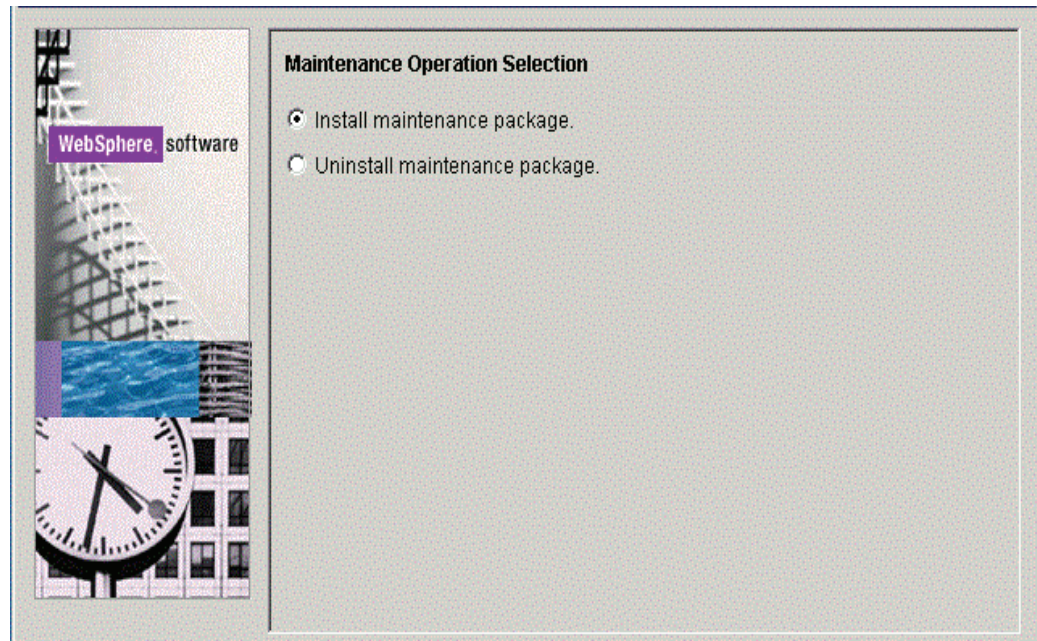 WebSphere. software
Maintenance Operation Selection
Install maintenance package.
Uninstall maintenance package.